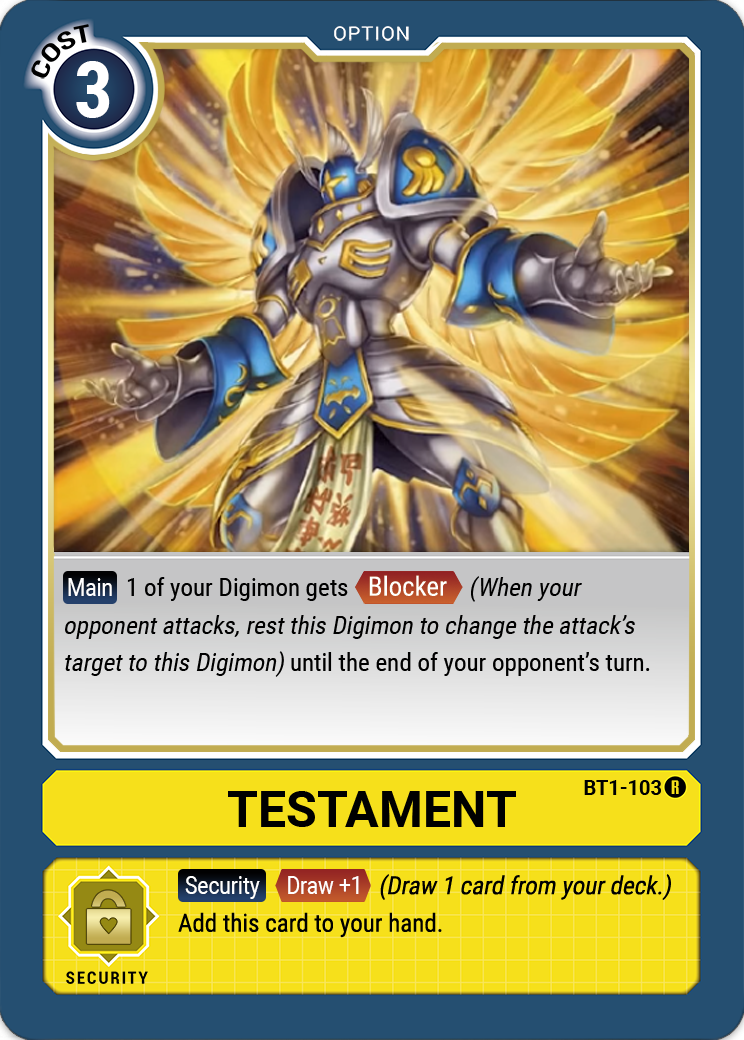 OPTION
COST
3
Main 1 of your Digimon gets Blocker (When your
opponent attacks, rest this Digimon to change the attack’s
target to this Digimon) until the end of your opponent’s turn.
BT1-103 R
TESTAMENT
Security Draw +1 (Draw 1 card from your deck.)
Add this card to your hand.
SECURITY